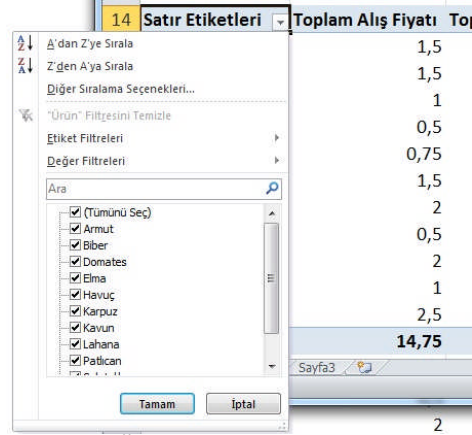 14 Satır Etiketleri Toplam Alış Fiyatı
A'dan Z'ye Sırala
Z'den A'ya Sırala
Diğer Sıralama Seçenekleri...
"Ürün" Filtresini Temizle
Etiket Filtreleri
Değer Filtreleri
Ara
(Tümünü Seç)
Armut
Biber
Domates
Elma
Havuç
Karpuz
Kavun
Lahana
Patlıcan
Tamam İptal
1,5
1,5
1
0,5
0,75
1,5
2
0,5
2
1
2,5
14,75
Sayfa3
2